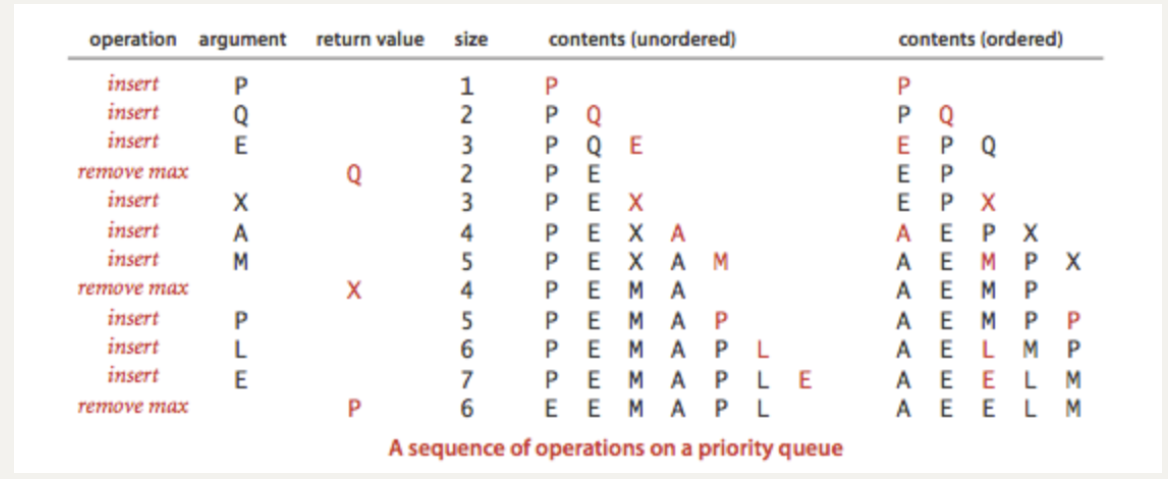 operation argument return value size contents (unordered) contents (ordered)
insert P 1 P P
insert Q 2 P Q P Q
insert E 3 P Q E E P Q
remove max Q 2 P E E P
insert X 3 P E X E P X
insert A 4 P E X A A E P X
insert M 5 P E X A M A E M P X
remove max X 4 P E M A A E M P
insert P 5 P E M A P A E M P P
insert L 6 P E M A P L A E L M P
insert E 7 P E M A P L E A E E L M
remove max P 6 E E M A P L A E E L M
A sequence of operations on a priority queue